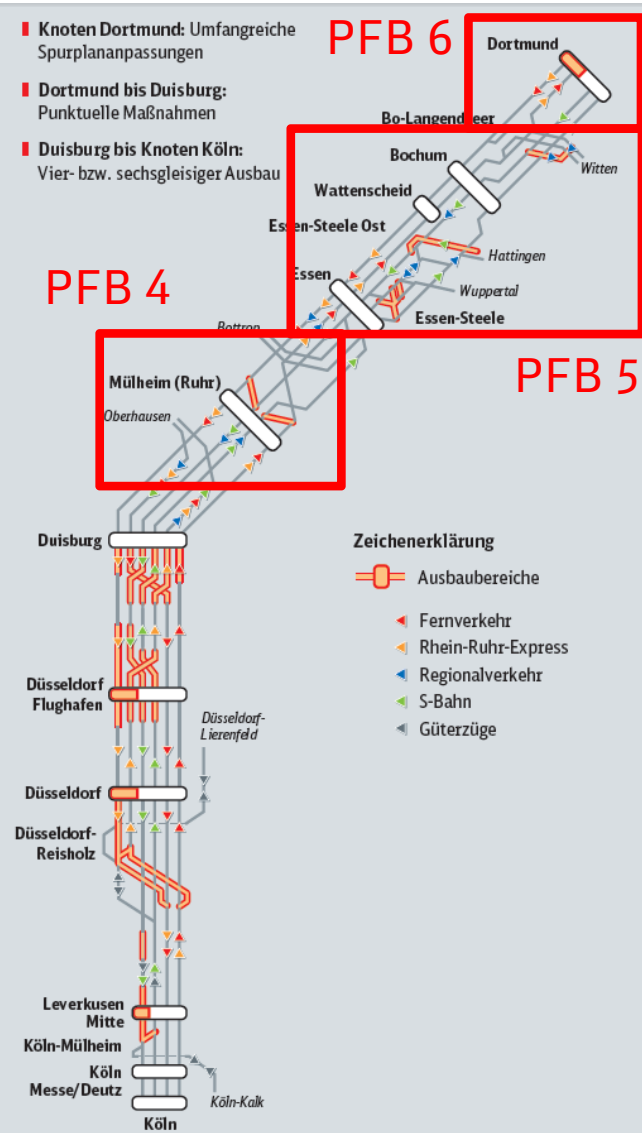 Knoten Dortmund: Umfangreiche
Spurplananpassungen
Dortmund bis Duisburg:
Punktuelle Maßnahmen
Duisburg bis Knoten Köln:
Vier- bzw. sechsgleisiger Ausbau
PFB 6
Dortmund
Bo-Langendreer
Bochum
Witten
Wattenscheid
Essen-Steele Ost
Hattingen
Essen
Wuppertal
Essen-Steele
PFB 4
Bottrop
PFB 5
Mülheim (Ruhr)
Oberhausen
Duisburg
Zeichenerklärung
Ausbaubereiche
Fernverkehr
Rhein-Ruhr-Express
Regionalverkehr
S-Bahn
Güterzüge
Düsseldorf
Flughafen
Düsseldorf-
Lierenfeld
Düsseldorf
Düsseldorf-
Reisholz
Leverkusen
Mitte
Köln-Mülheim
Köln
Messe/Deutz
Köln-Kalk
Köln